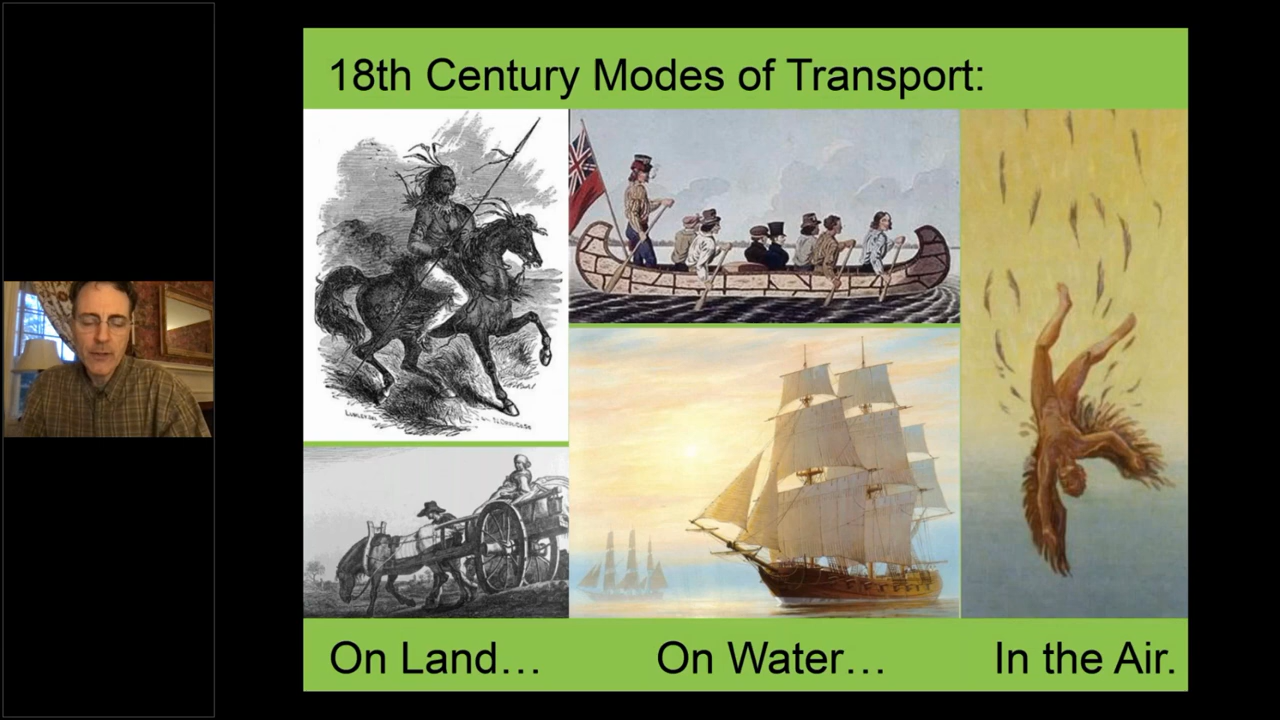 18th Century Modes of Transport:
On Land…
On Water…
In the Air.